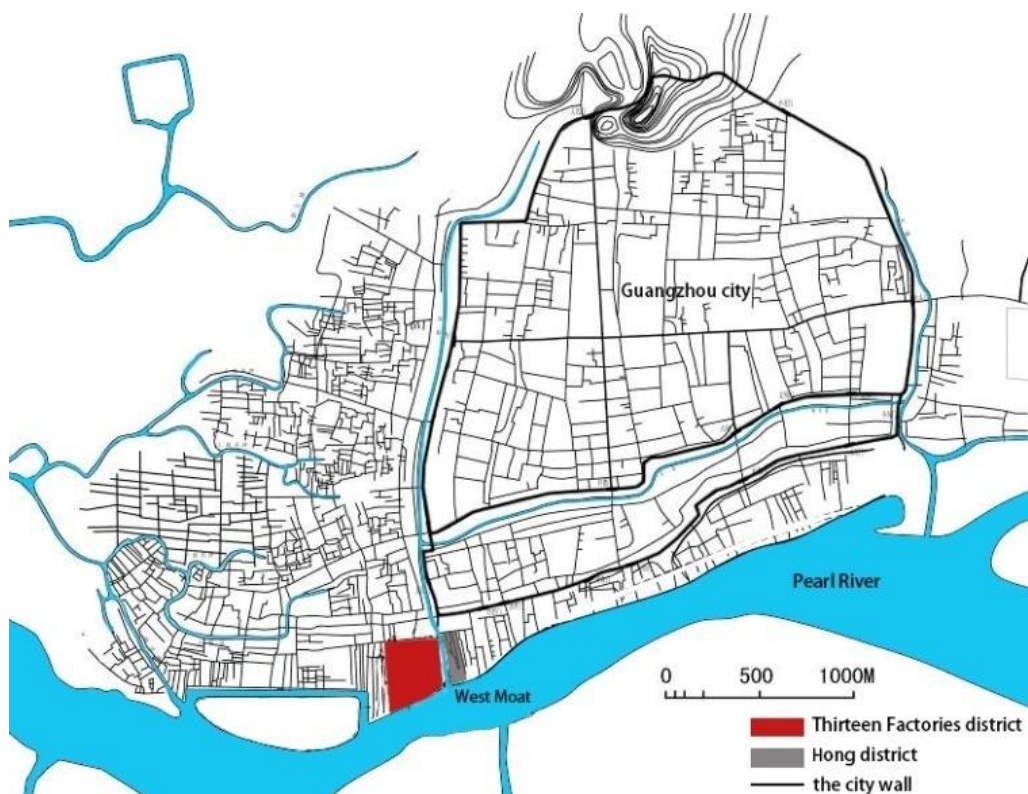 Guangzhou city
Pearl River
West Moat
0 500 1000M
Thirteen Factories district
Hong district
the city wall